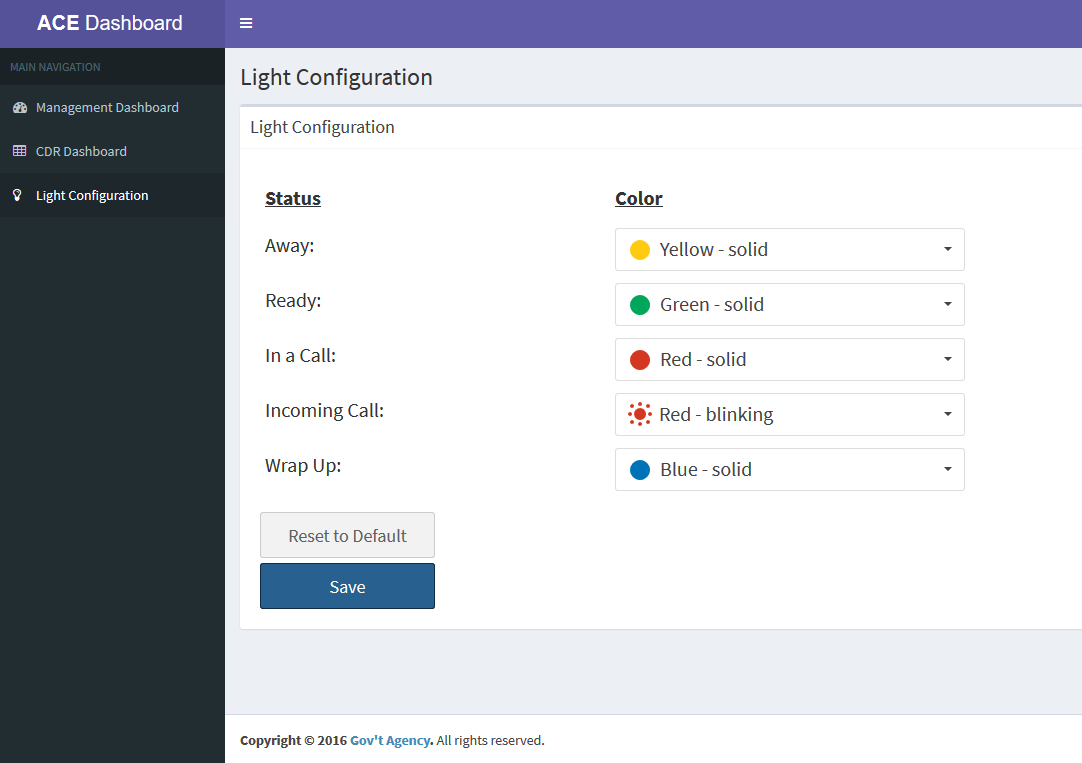 ACE Dashboard
MAIN NAVIGATION
Management Dashboard
CDR Dashboard
Light Configuration
Light Configuration
Light Configuration
Status Color
Away: Yellow - solid
Ready: Green - solid
In a Call: Red - solid
Incoming Call: Red - blinking
Wrap Up: Blue - solid
Reset to Default
Save
Copyright © 2016 Gov't Agency. All rights reserved.